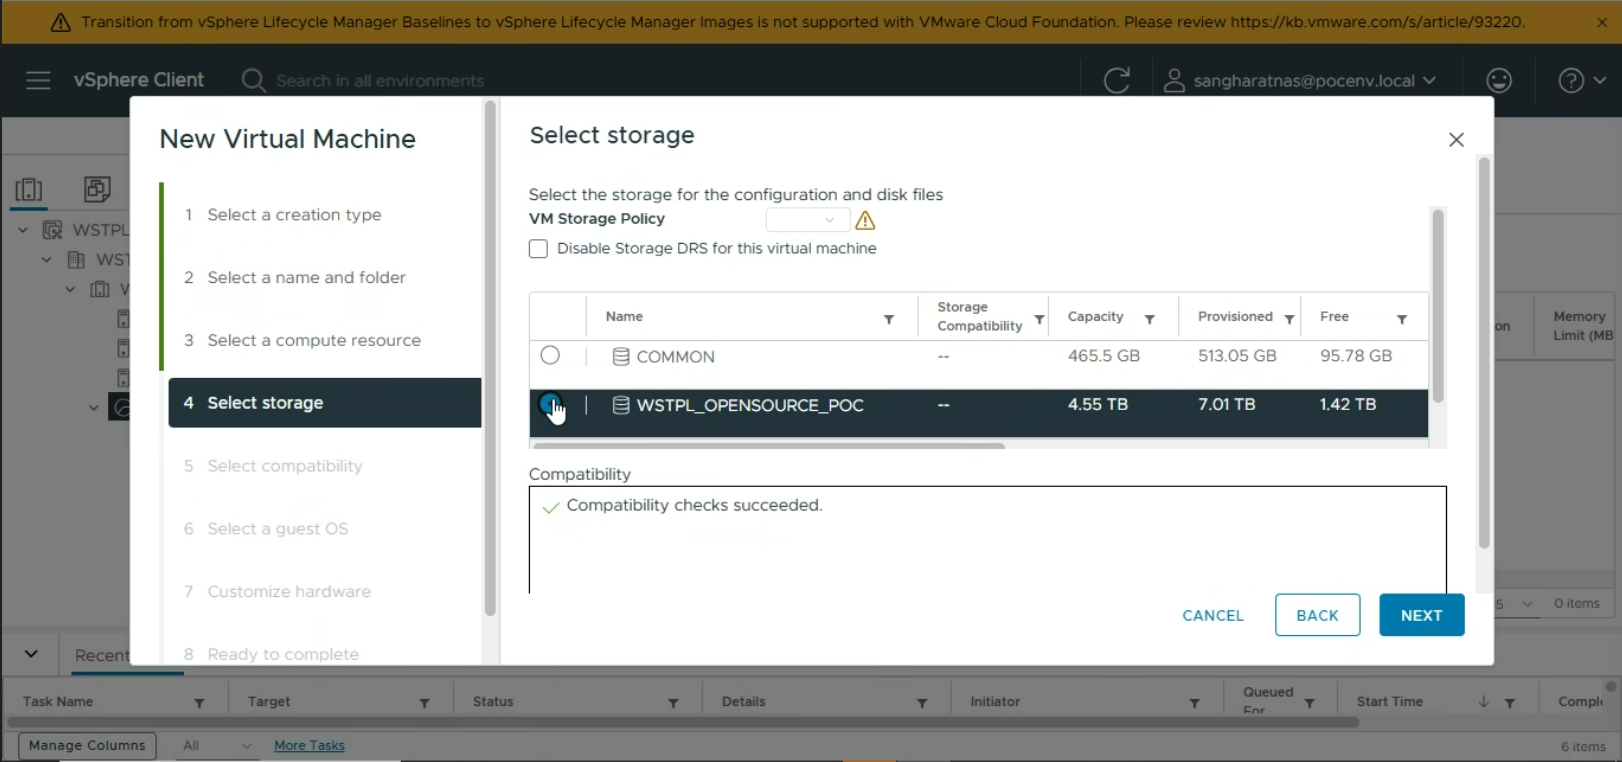 Transition from vSphere Lifecycle Manager Baselines to vSphere Lifecycle Manager Images is not supported with VMware Cloud Foundation. Please review https://kb.vmware.com/s/article/93220.
vSphere Client
Search in all environments
sangharatnas@pocenv.local
New Virtual Machine
1 Select a creation type
2 Select a name and folder
3 Select a compute resource
4 Select storage
5 Select compatibility
6 Select a guest OS
7 Customize hardware
8 Ready to complete
Select storage
Select the storage for the configuration and disk files
VM Storage Policy
Disable Storage DRS for this virtual machine
Name Storage Compatibility Capacity Provisioned Free
COMMON -- 465.5 GB 513.05 GB 95.78 GB
WSTPL_OPENSOURCE_POC -- 4.55 TB 7.01 TB 1.42 TB
Compatibility
Compatibility checks succeeded.
CANCEL BACK NEXT
WSTPL
WST
Memory
Limit (MB
0 items
Recent
Task Name Target Status Details Initiator Queued For Start Time Comple
Manage Columns All More Tasks 6 items